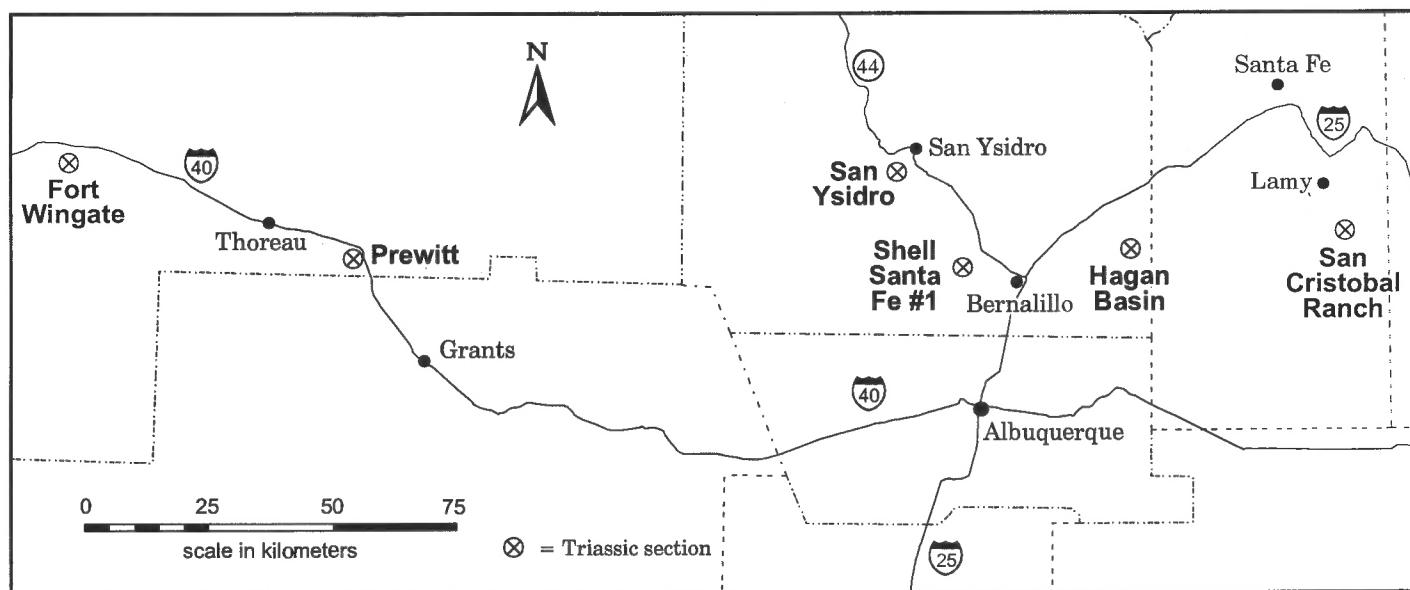 N
44
Santa Fe
25
San Ysidro
40
San
Ysidro
Fort
Wingate
Lamy
Thoreau
Prewitt
Shell
Santa
Fe #1
Bernalillo
Hagan
Basin
San
Cristobal
Ranch
Grants
40
Albuquerque
0 25 50 75
scale in kilometers
= Triassic section
25